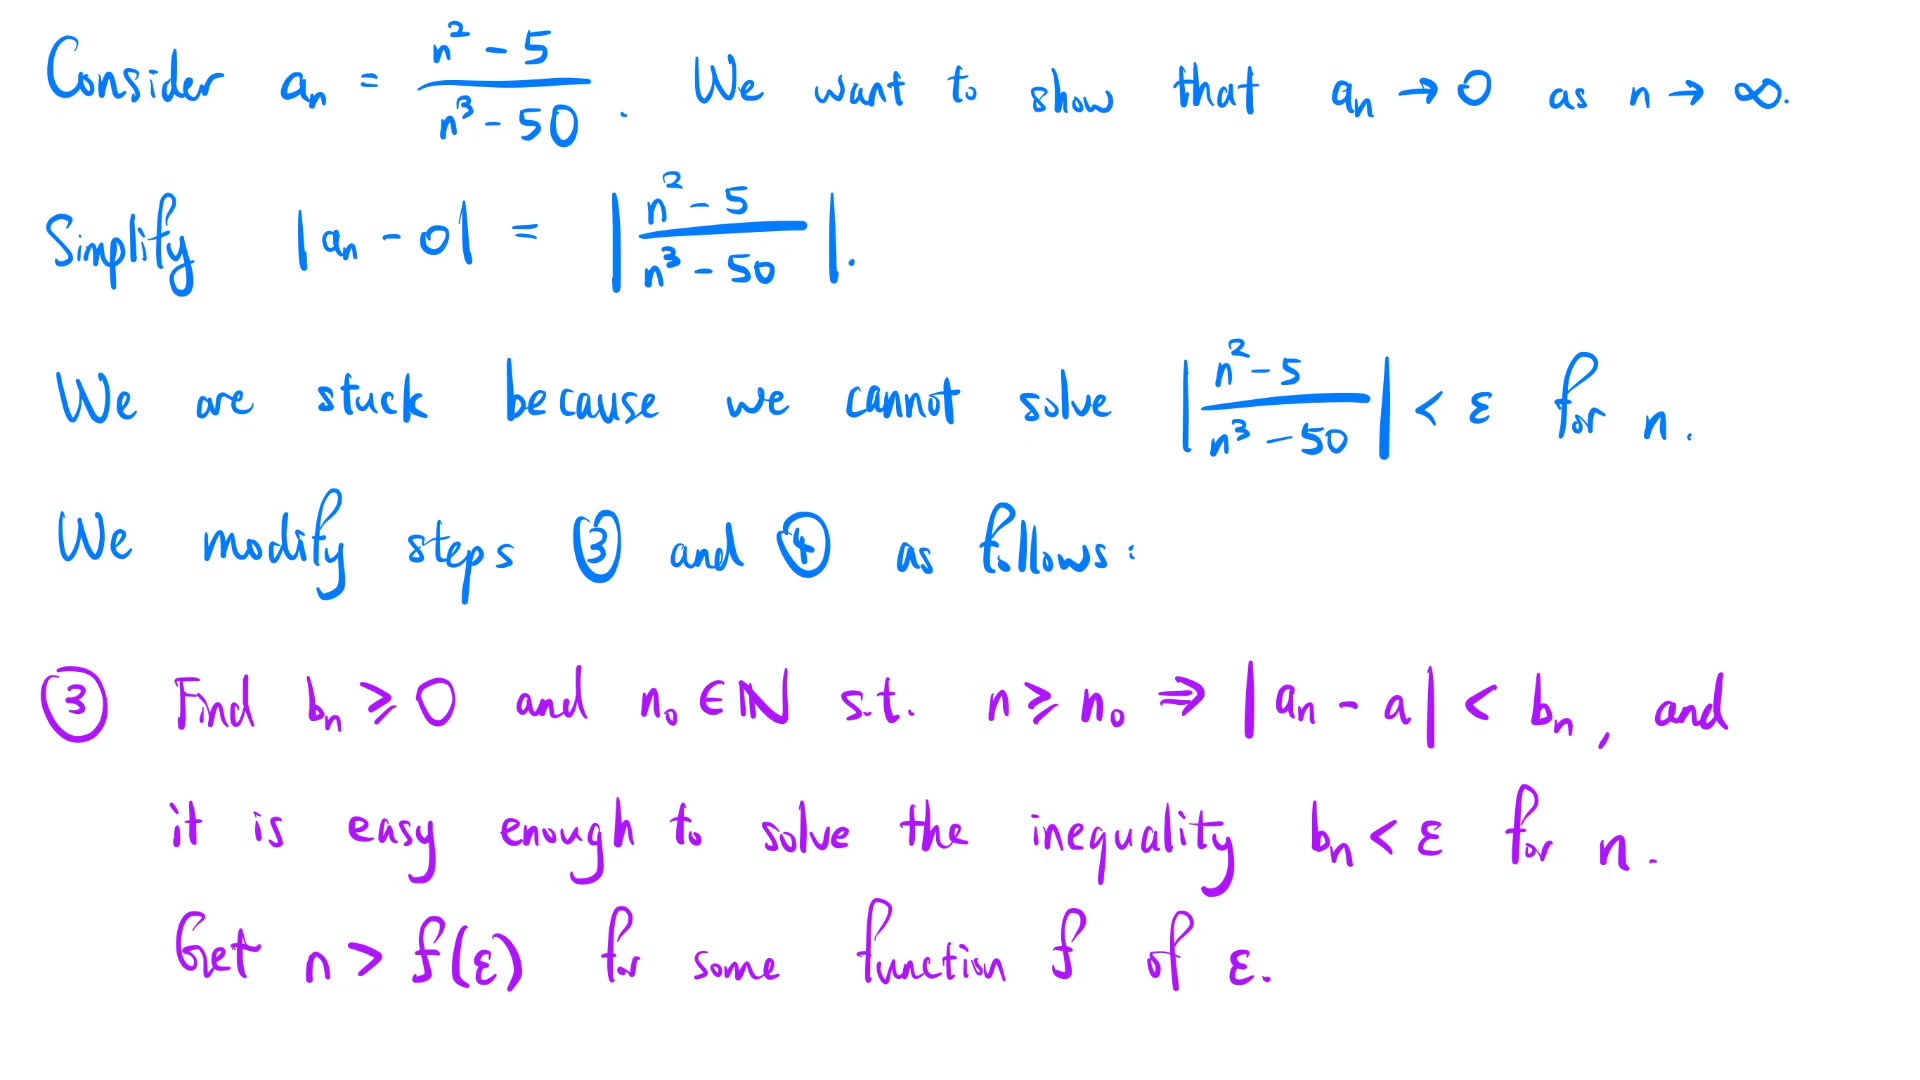 Consider aₙ = (n² - 5)/(n³ - 50). We want to show that aₙ → 0 as n → ∞.
Simplify |aₙ - 0| = |(n² - 5)/(n³ - 50)|.
We are stuck because we cannot solve |(n² - 5)/(n³ - 50)| < ε for n.
We modify steps ③ and ④ as follows:
③ Find bₙ ⩾ 0 and n₀ ∈ ℕ s.t. n ⩾ n₀ ⇒ |aₙ - a| < bₙ, and
it is easy enough to solve the inequality bₙ < ε for n.
Get n > f(ε) for some function f of ε.